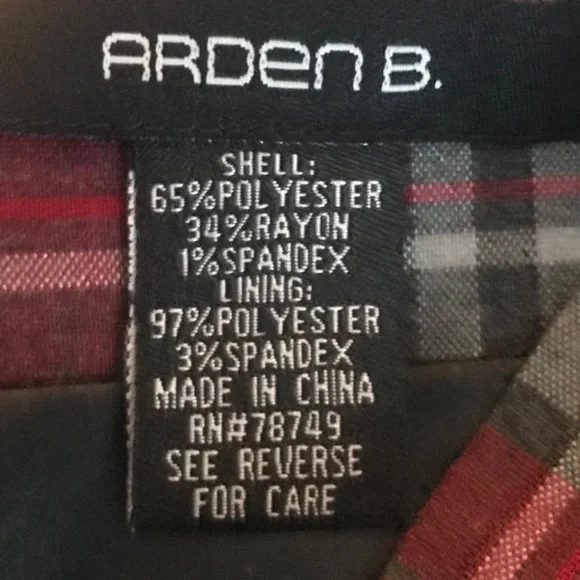 ARDen B.
SHELL:
65%POLYESTER
34%RAYON
1%SPANDEX
LINING:
97%POLYESTER
3%SPANDEX
MADE IN CHINA
RN#78749
SEE REVERSE
FOR CARE